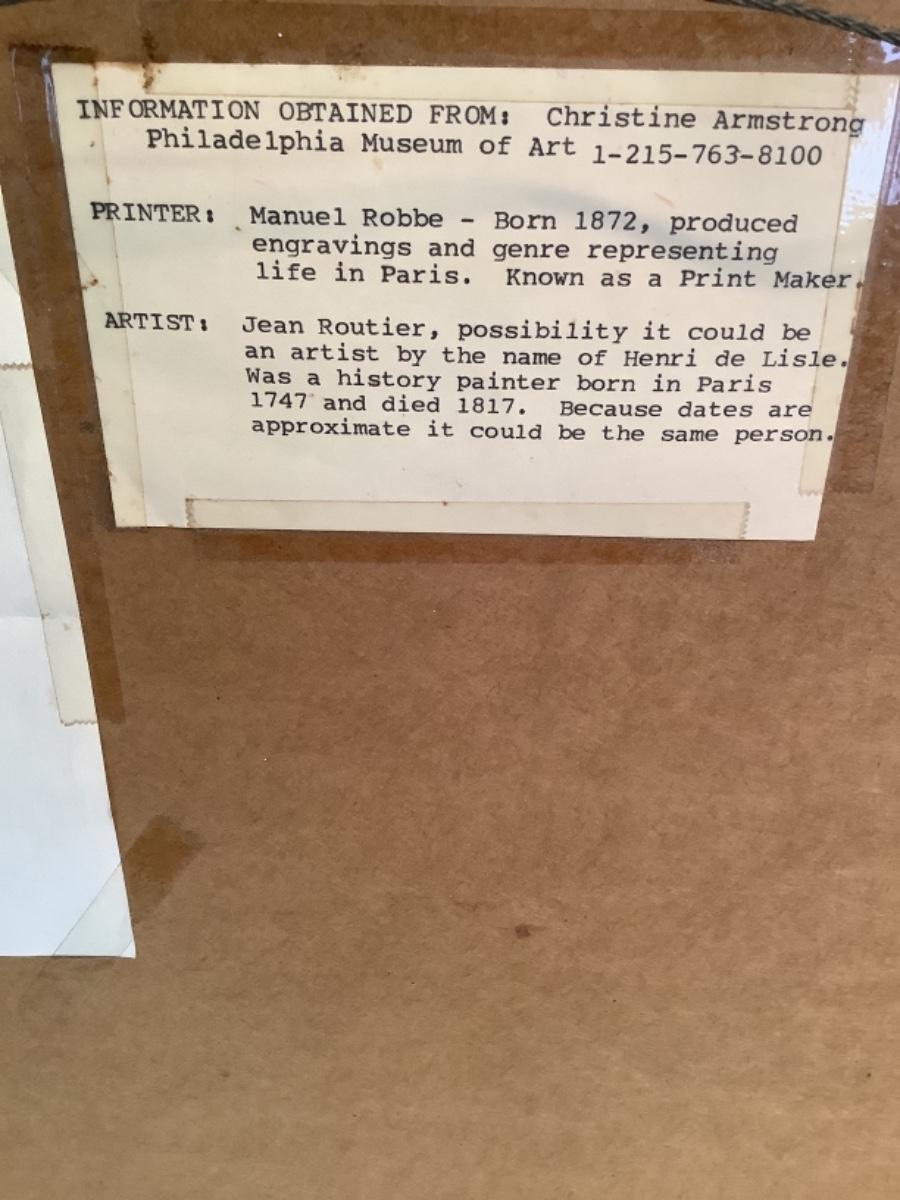 INFORMATION OBTAINED FROM: Christine Armstrong
Philadelphia Museum of Art 1-215-763-8100
PRINTER: Manuel Robbe - Born 1872, produced
engravings and genre representing
life in Paris. Known as a Print Maker.
ARTIST: Jean Routier, possibility it could be
an artist by the name of Henri de Lisle.
Was a history painter born in Paris
1747 and died 1817. Because dates are
approximate it could be the same person.